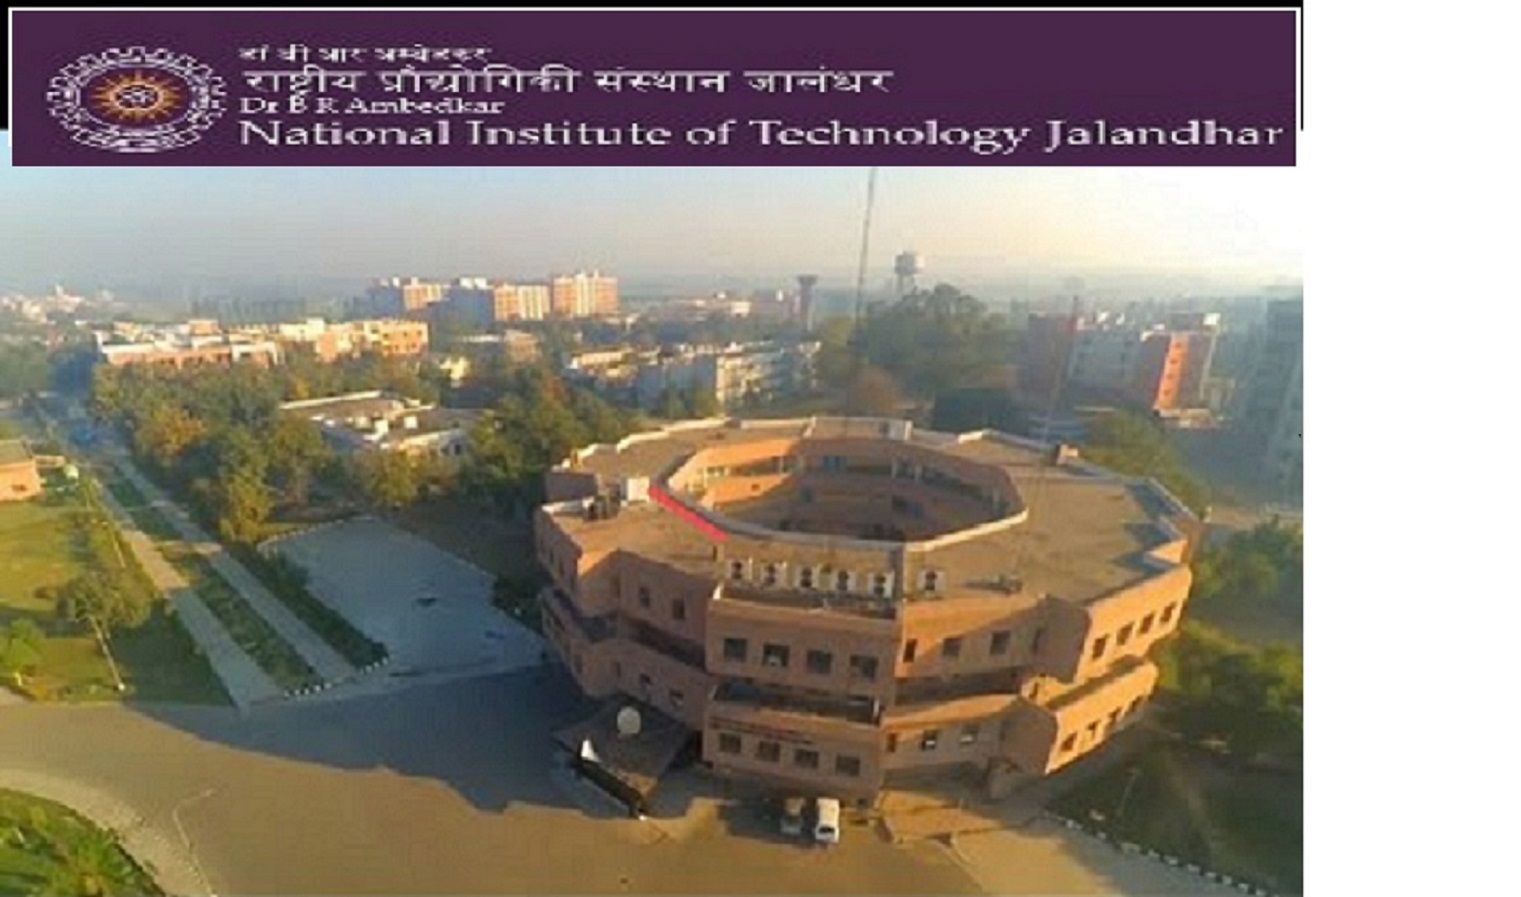 डॉ बी आर अम्बेडकर
राष्ट्रीय प्रौद्योगिकी संस्थान जालंधर
Dr B R Ambedkar
National Institute of Technology Jalandhar